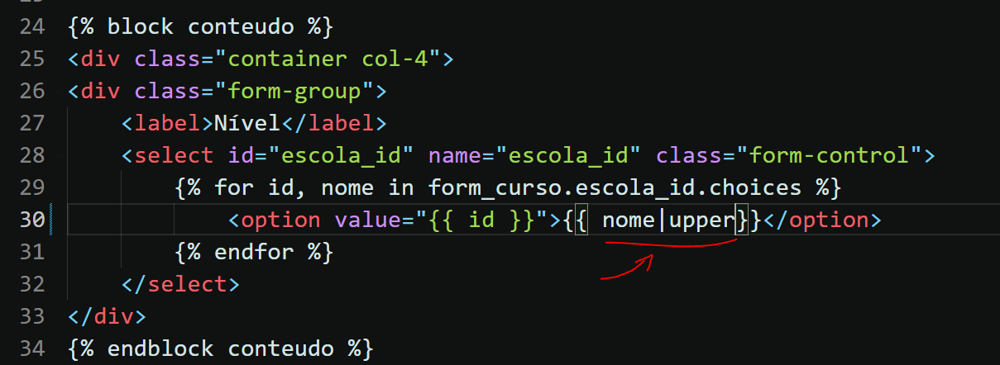 24 {% block conteudo %}
25 <div class="container col-4">
26 <div class="form-group">
27 <label>Nível</label>
28 <select id="escola_id" name="escola_id" class="form-control">
29 {% for id, nome in form_curso.escola_id.choices %}
30 <option value="{{ id }}">{{ nome|upper}}</option>
31 {% endfor %}
32 </select>
33 </div>
34 {% endblock conteudo %}